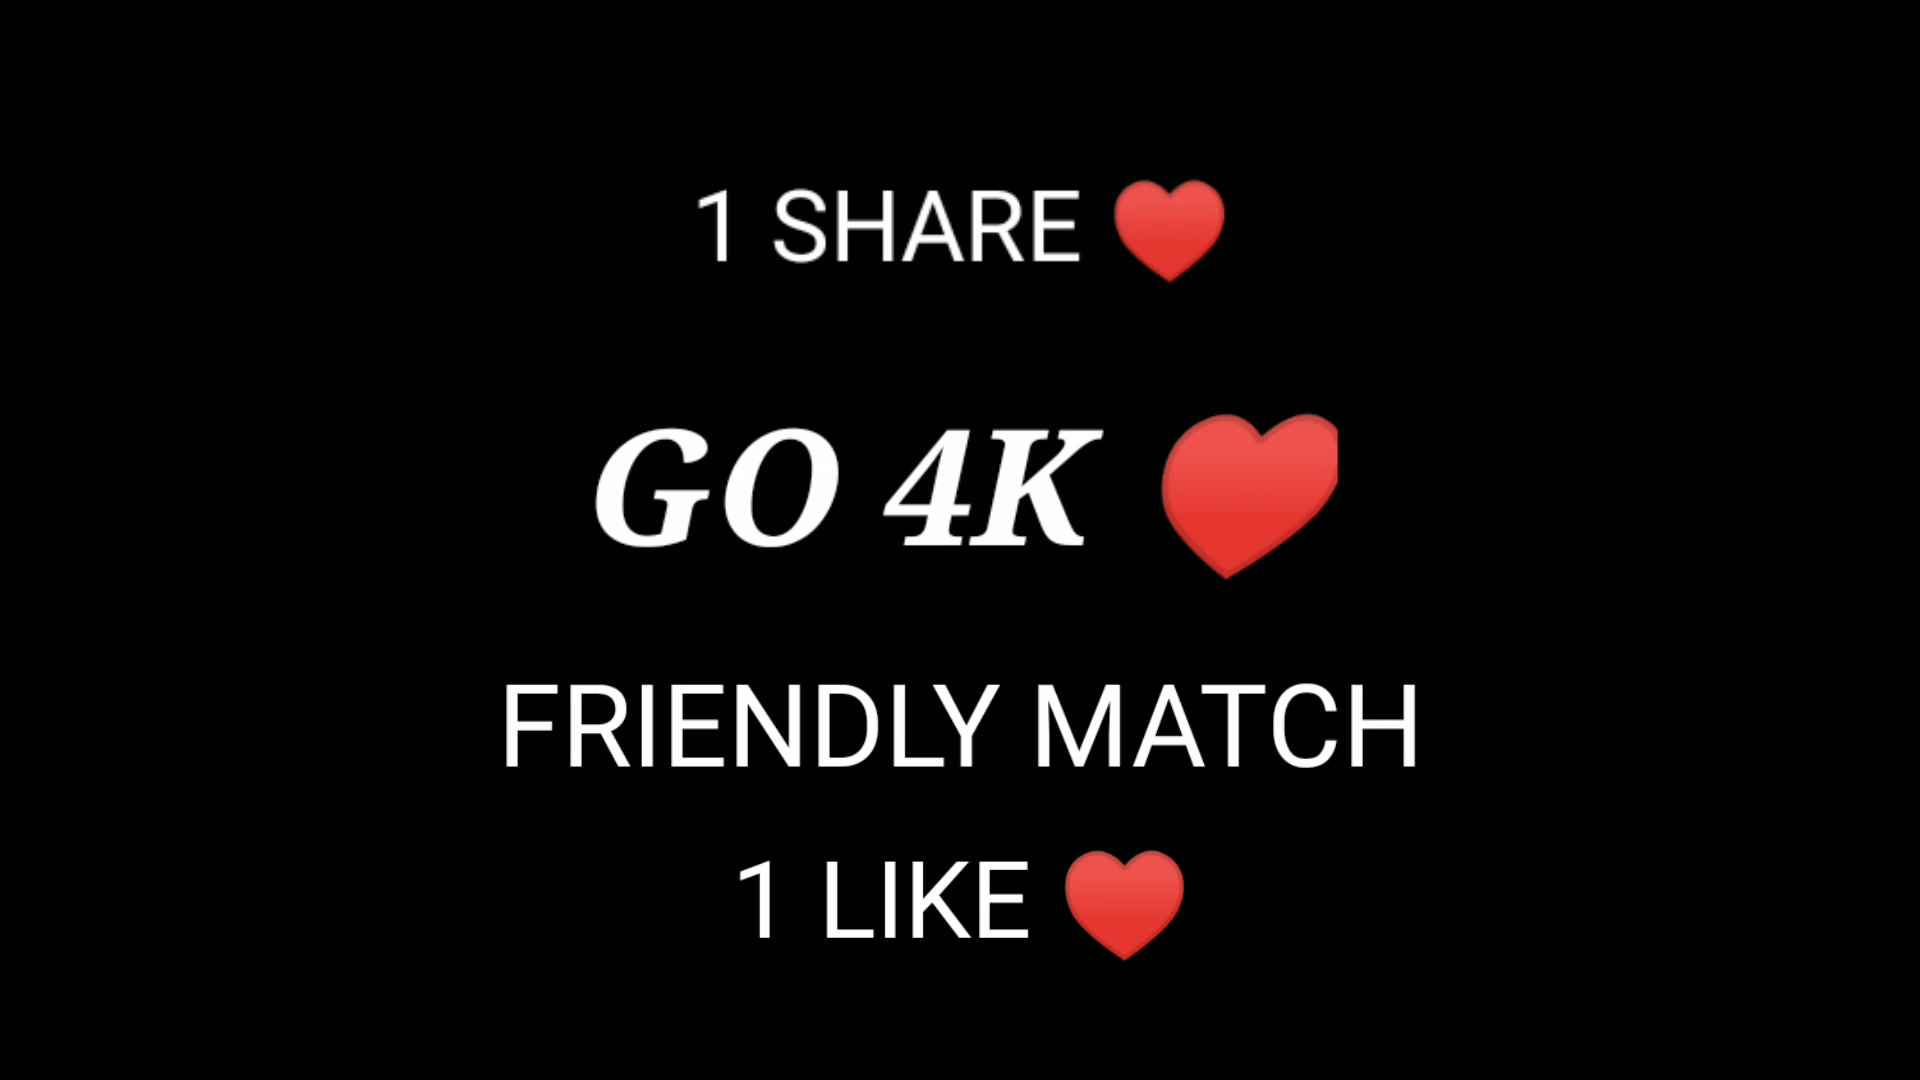 1 SHARE ♥️
GO 4K ♥️
FRIENDLY MATCH
1 LIKE ♥️